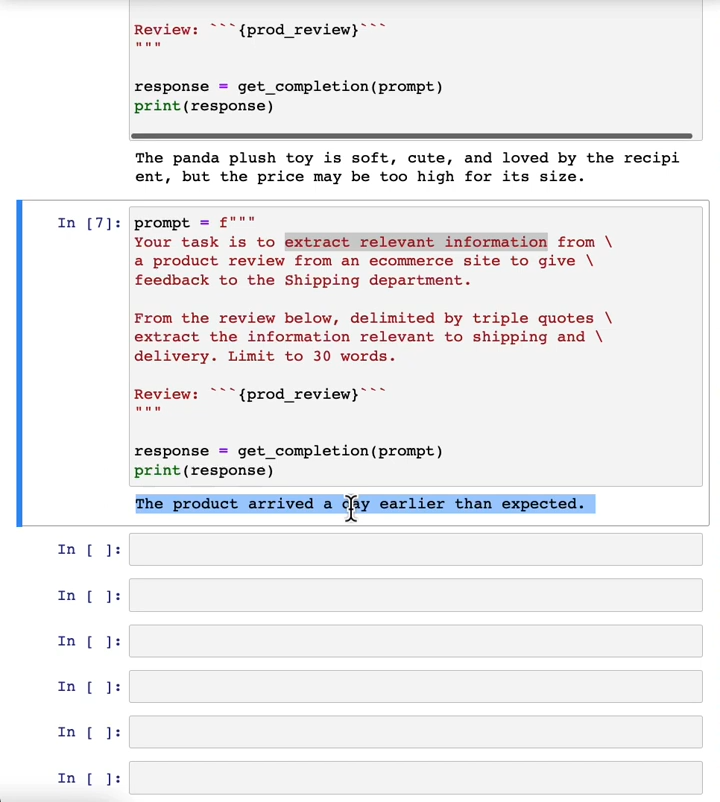 Review: ```{prod_review}```
"""
response = get_completion(prompt)
print(response)
The panda plush toy is soft, cute, and loved by the recipi
ent, but the price may be too high for its size.
In [7]: prompt = f"""
Your task is to extract relevant information from \
a product review from an ecommerce site to give \
feedback to the Shipping department.
From the review below, delimited by triple quotes \
extract the information relevant to shipping and \
delivery. Limit to 30 words.
Review: ```{prod_review}```
"""
response = get_completion(prompt)
print(response)
The product arrived a day earlier than expected.
In [ ]:
In [ ]:
In [ ]:
In [ ]:
In [ ]:
In [ ]: